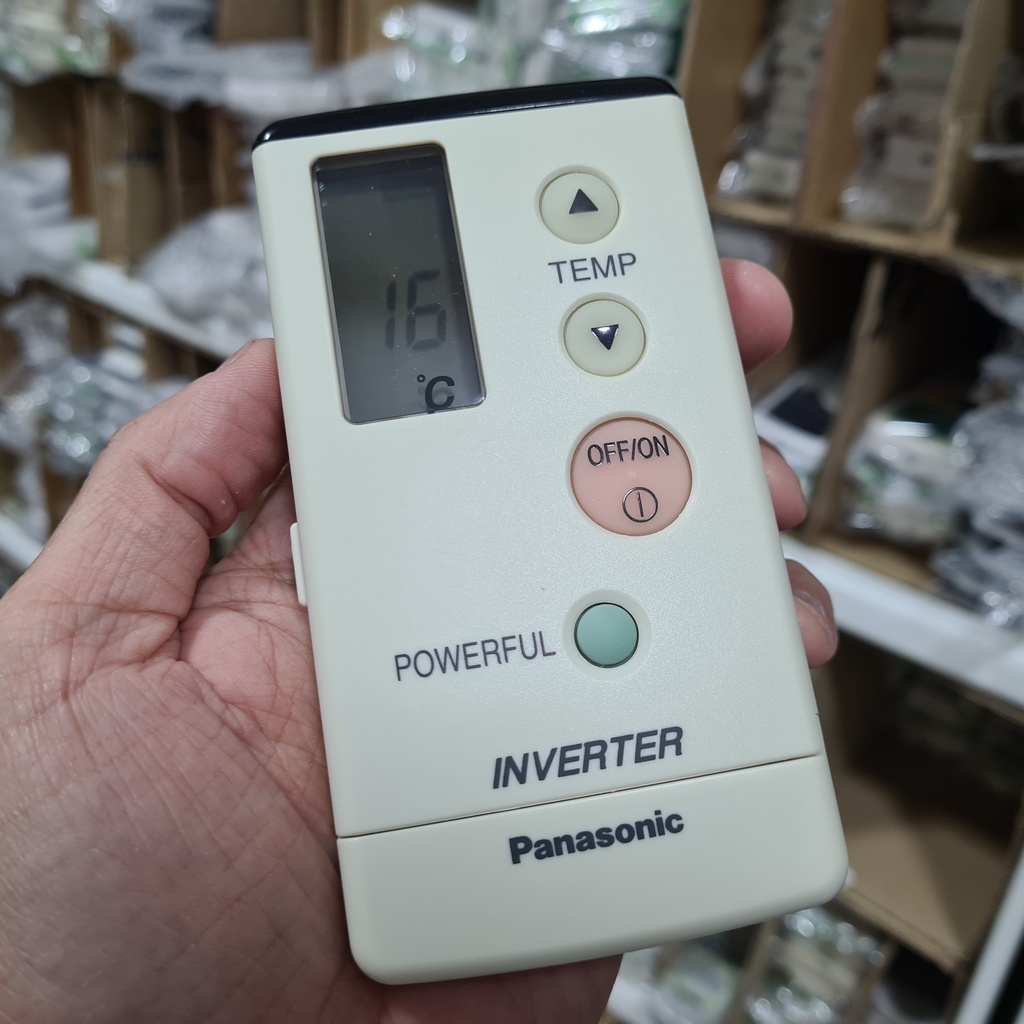 16
°C
TEMP
OFF/ON
POWERFUL
INVERTER
Panasonic